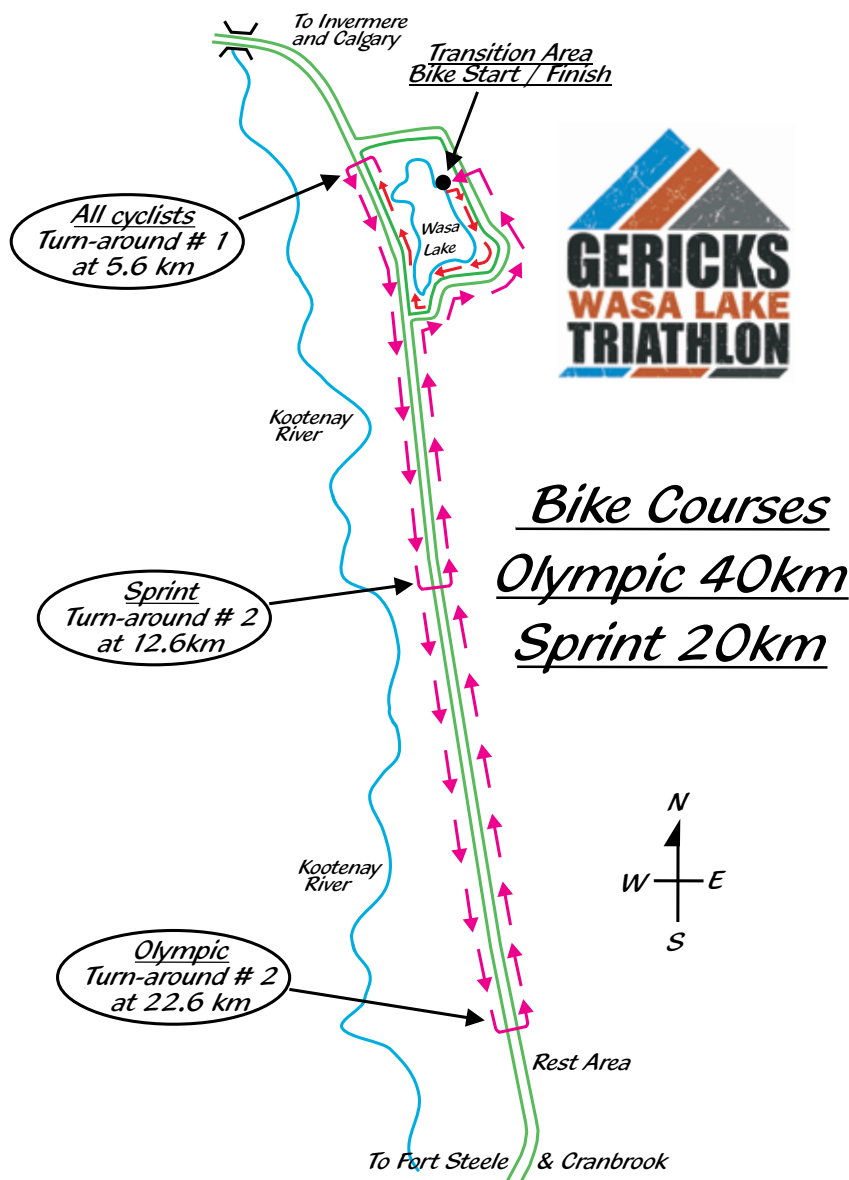 To Invermere
and Calgary
Transition Area
Bike Start / Finish
All cyclists
Turn-around # 1
at 5.6 km
Wasa
Lake
GERICKS
WASA LAKE
TRIATHLON
Kootenay
River
Bike Courses
Olympic 40km
Sprint 20km
Sprint
Turn-around # 2
at 12.6km
N
W E
S
Kootenay
River
Olympic
Turn-around # 2
at 22.6 km
Rest Area
To Fort Steele & Cranbrook